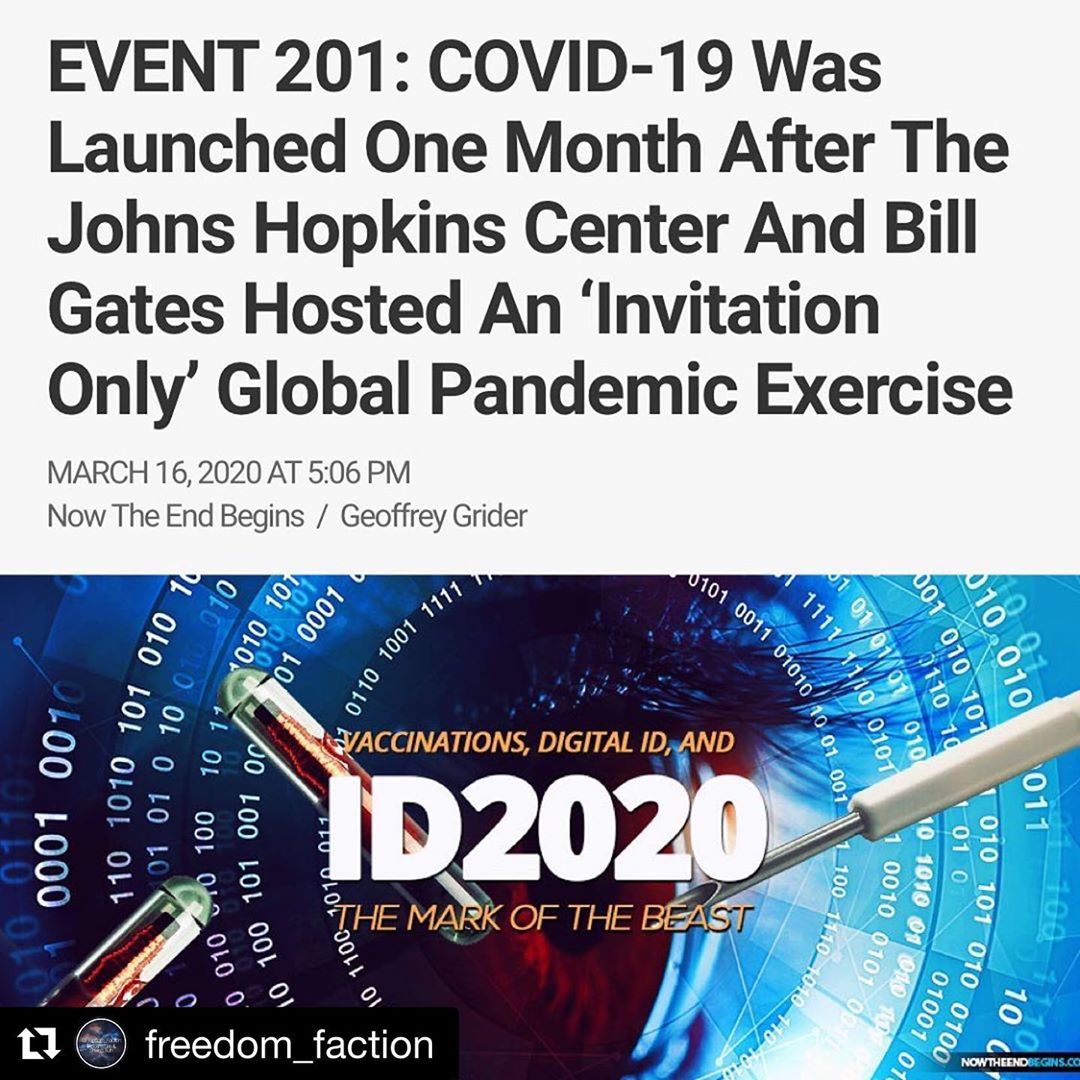 EVENT 201: COVID-19 Was
Launched One Month After The
Johns Hopkins Center And Bill
Gates Hosted An ‘Invitation
Only’ Global Pandemic Exercise
MARCH 16, 2020 AT 5:06 PM
Now The End Begins / Geoffrey Grider
VACCINATIONS, DIGITAL ID, AND
ID2020
THE MARK OF THE BEAST
freedom_faction
NOWTHEENDBEGINS.CO